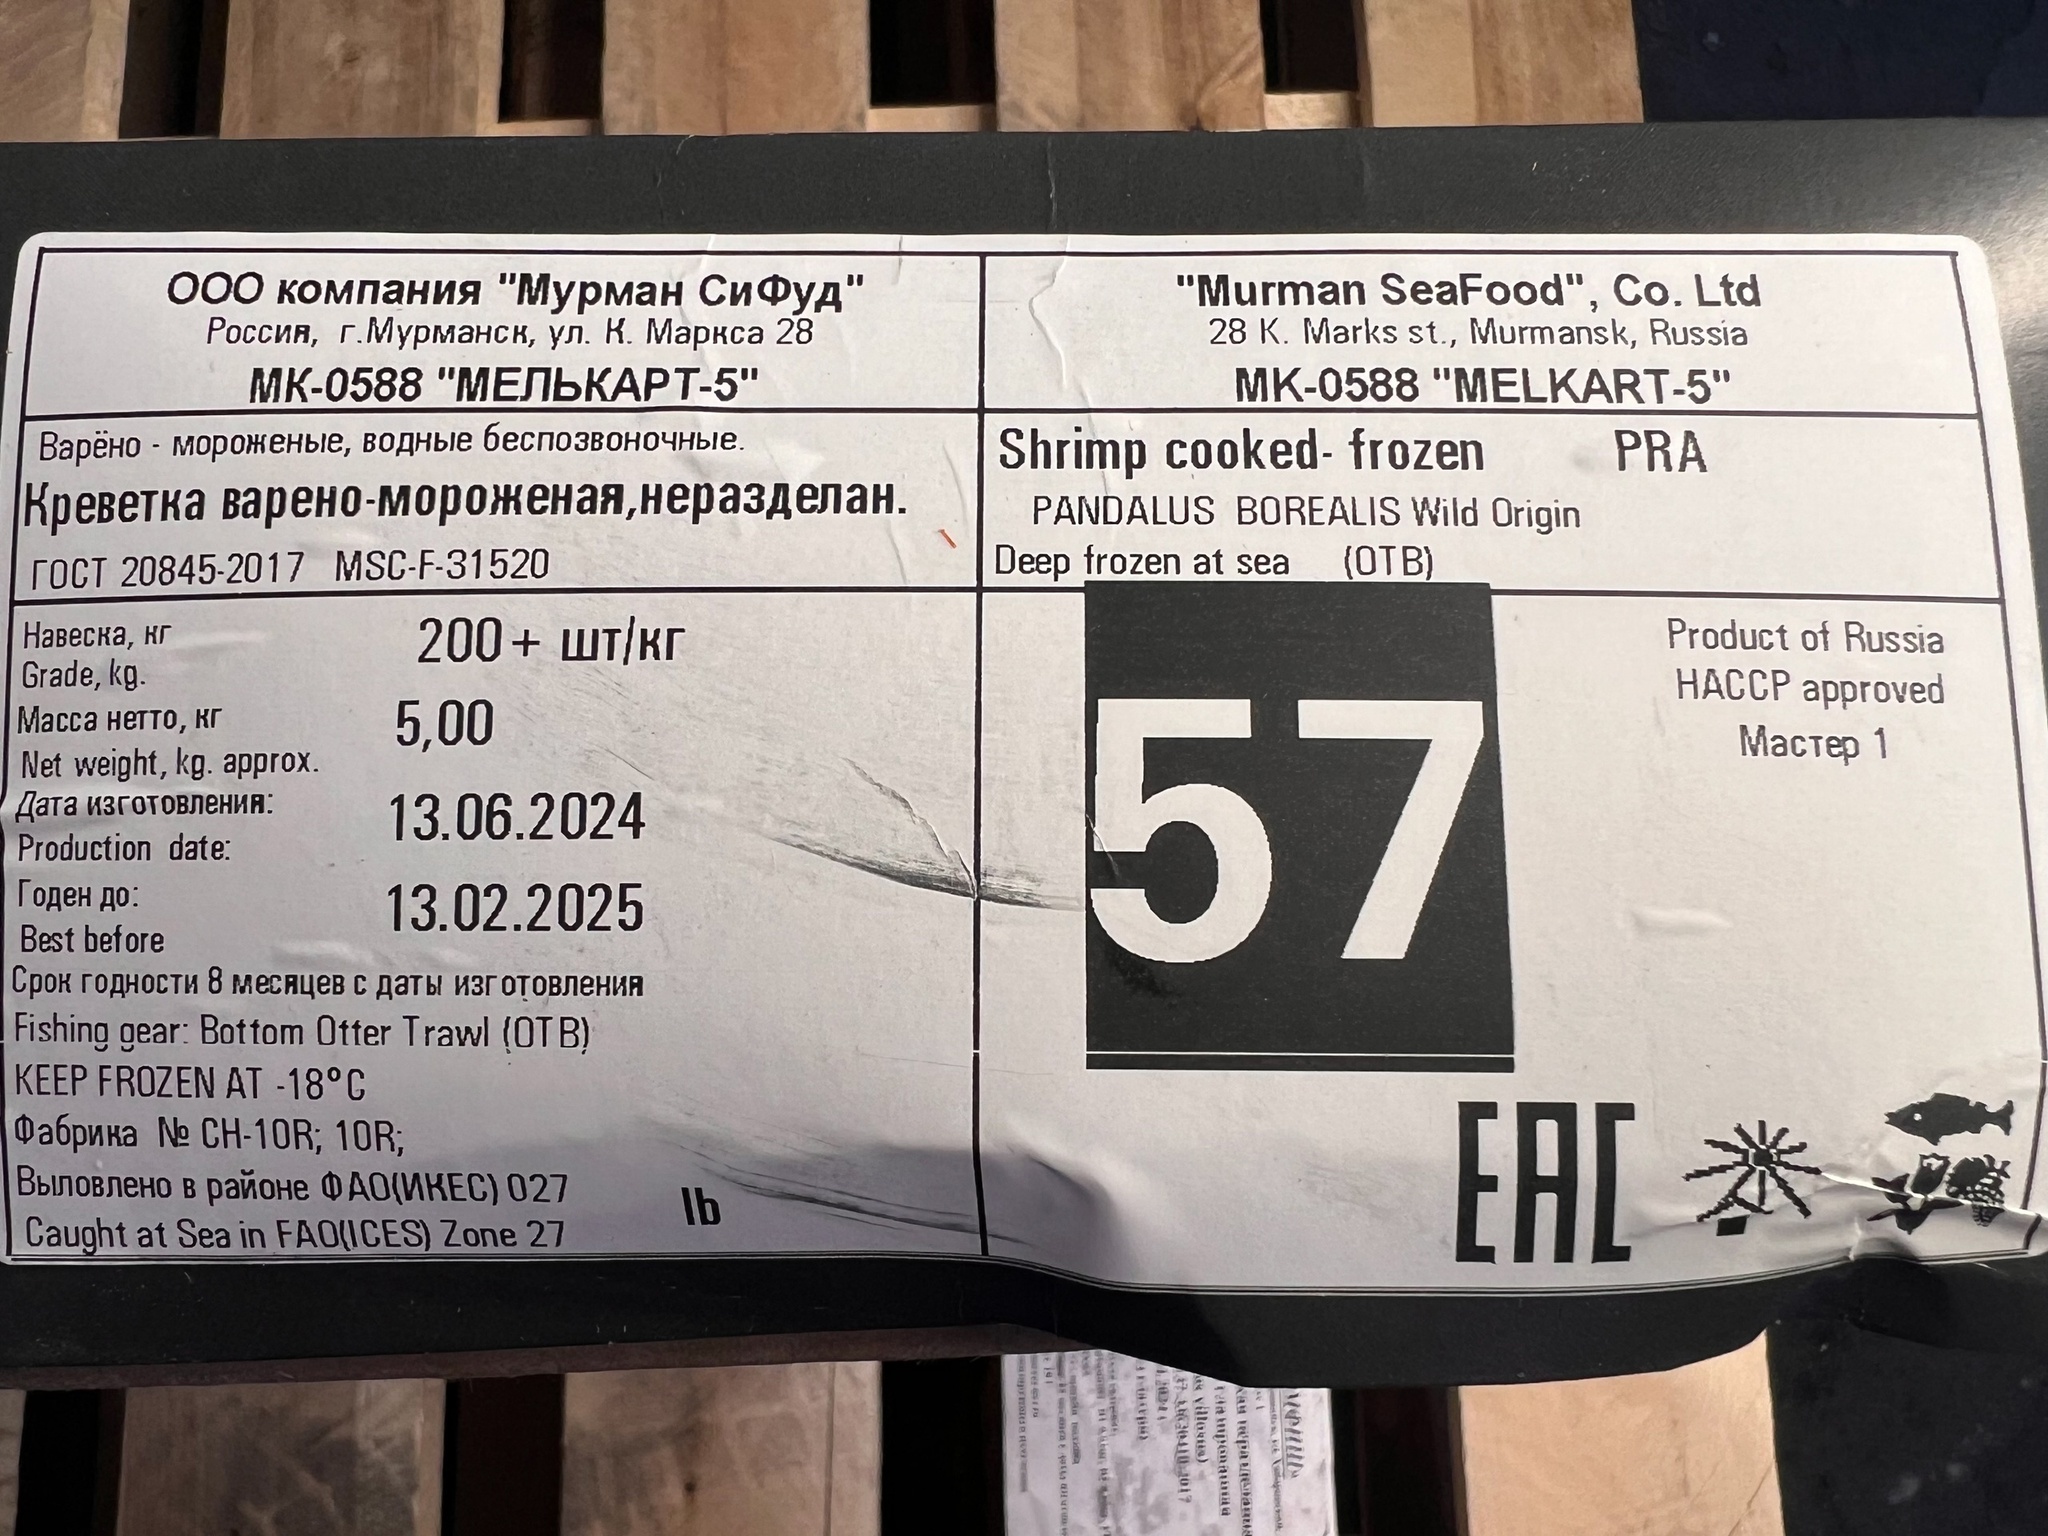 ООО компания "Мурман СиФуд"
Россия, г.Мурманск, ул. К. Маркса 28
МК-0588 "МЕЛЬКАРТ-5"
"Murman SeaFood", Co. Ltd
28 K. Marks st., Murmansk, Russia
MK-0588 "MELKART-5"
Варёно - мороженые, водные беспозвоночные.
Креветка варено-мороженая,неразделан.
ГОСТ 20845-2017 MSC-F-31520
Shrimp cooked- frozen PRA
PANDALUS BOREALIS Wild Origin
Deep frozen at sea (OTB)
Навеска, кг 200+ шт/кг
Grade, kg.
Масса нетто, кг 5,00
Net weight, kg. approx.
Дата изготовления: 13.06.2024
Production date:
Годен до: 13.02.2025
Best before
Срок годности 8 месяцев с даты изготовления
Fishing gear: Bottom Otter Trawl (OTB)
KEEP FROZEN AT -18°C
Фабрика № CH-10R; 10R;
Выловлено в районе ФАО(ИКЕС) 027
Caught at Sea in FAO(ICES) Zone 27
lb
57
Product of Russia
HACCP approved
Мастер 1
EAC